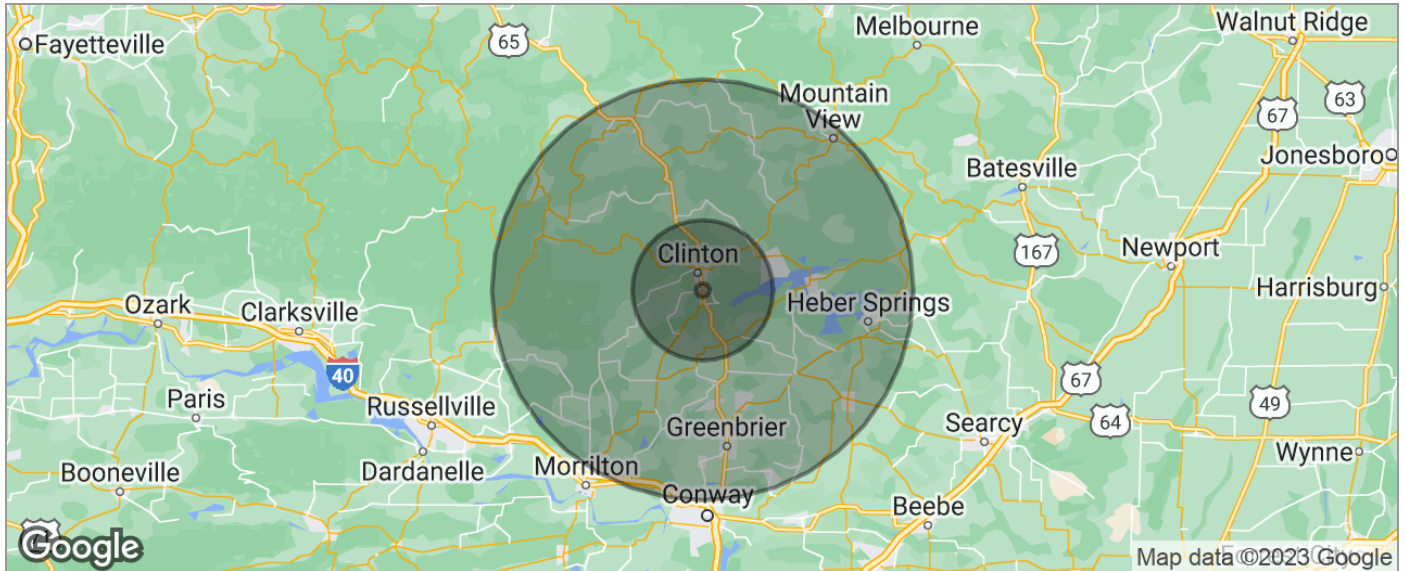 Fayetteville
65
Melbourne
Walnut Ridge
Mountain
View
63
67
Jonesboro
Batesville
Clinton
167
Newport
Ozark
Clarksville
Heber Springs
Harrisburg
40
67
Paris
Russellville
49
64
Greenbrier
Searcy
Wynne
Booneville
Dardanelle
Morrilton
Conway
Beebe
Google
Map data ©2023 Google